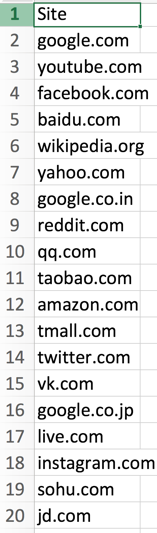 1 Site
2 google.com
3 youtube.com
4 facebook.com
5 baidu.com
6 wikipedia.org
7 yahoo.com
8 google.co.in
9 reddit.com
10 qq.com
11 taobao.com
12 amazon.com
13 tmall.com
14 twitter.com
15 vk.com
16 google.co.jp
17 live.com
18 instagram.com
19 sohu.com
20 jd.com